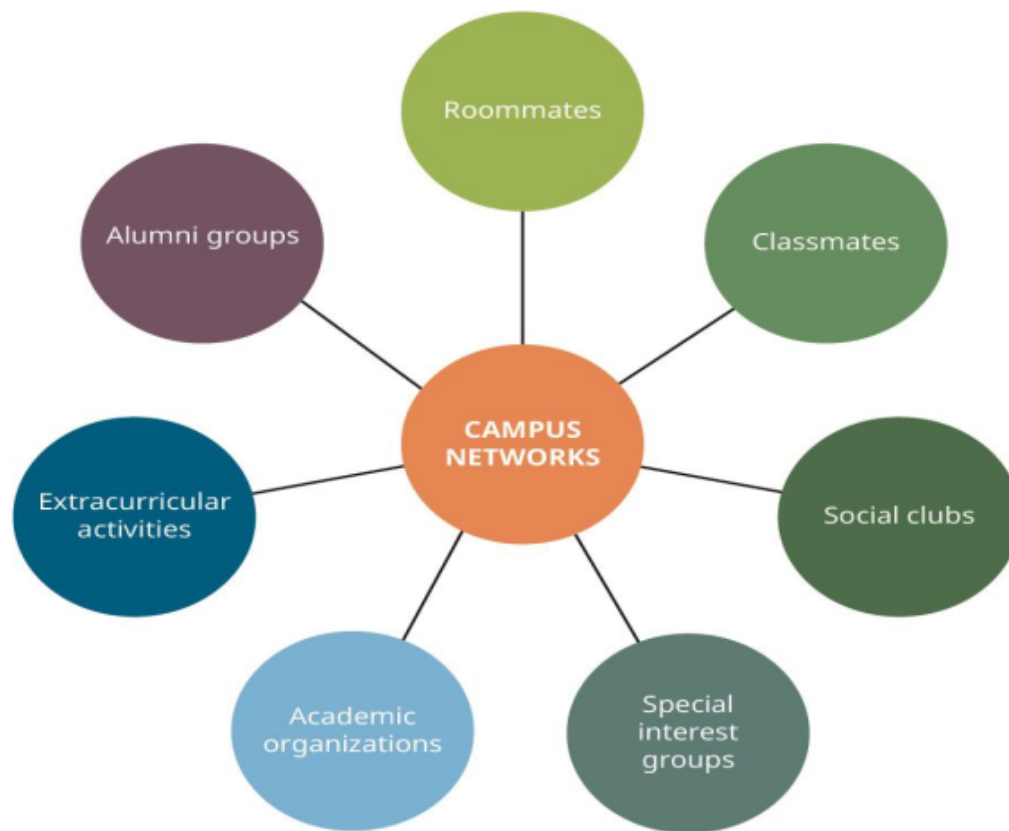 Roommates
Classmates
Social clubs
Special
interest
groups
Academic
organizations
Extracurricular
activities
Alumni groups
CAMPUS
NETWORKS